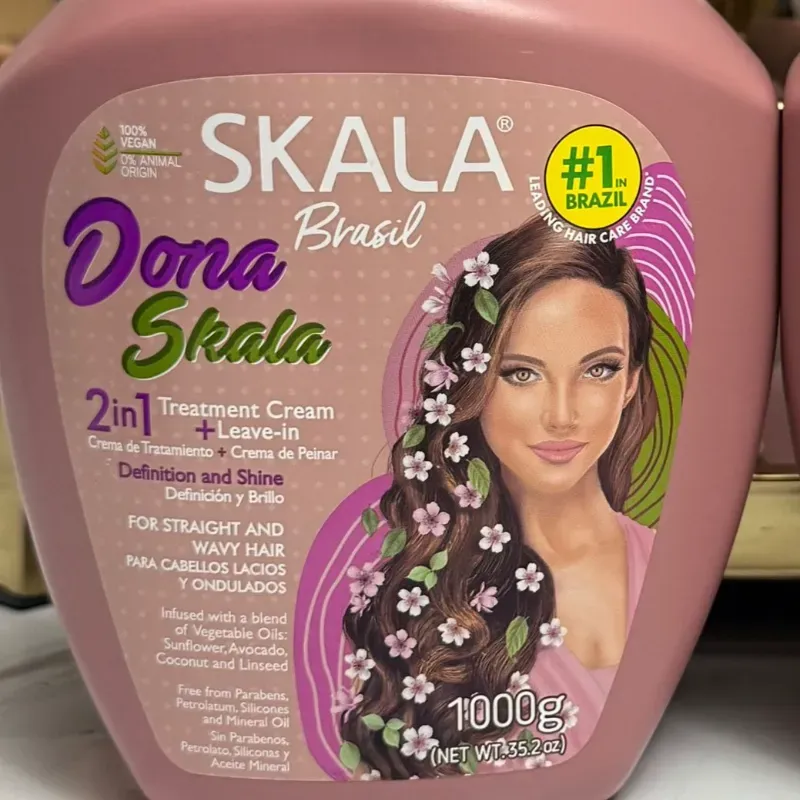 100%
VEGAN
0% ANIMAL
ORIGIN
SKALA®
Brasil
#1 IN
BRAZIL
LEADING HAIR CARE BRAND*
Dona
Skala
2in1 Treatment Cream
+Leave-in
Crema de Tratamiento + Crema de Peinar
Definition and Shine
Definición y Brillo
FOR STRAIGHT AND
WAVY HAIR
PARA CABELLOS LACIOS
Y ONDULADOS
Infused with a blend
of Vegetable Oils:
Sunflower, Avocado,
Coconut and Linseed
Free from Parabens,
Petrolatum, Silicones
and Mineral Oil
Sin Parabenos,
Petrolato, Siliconas y
Aceite Mineral
1000g
(NET WT.35.2oz)